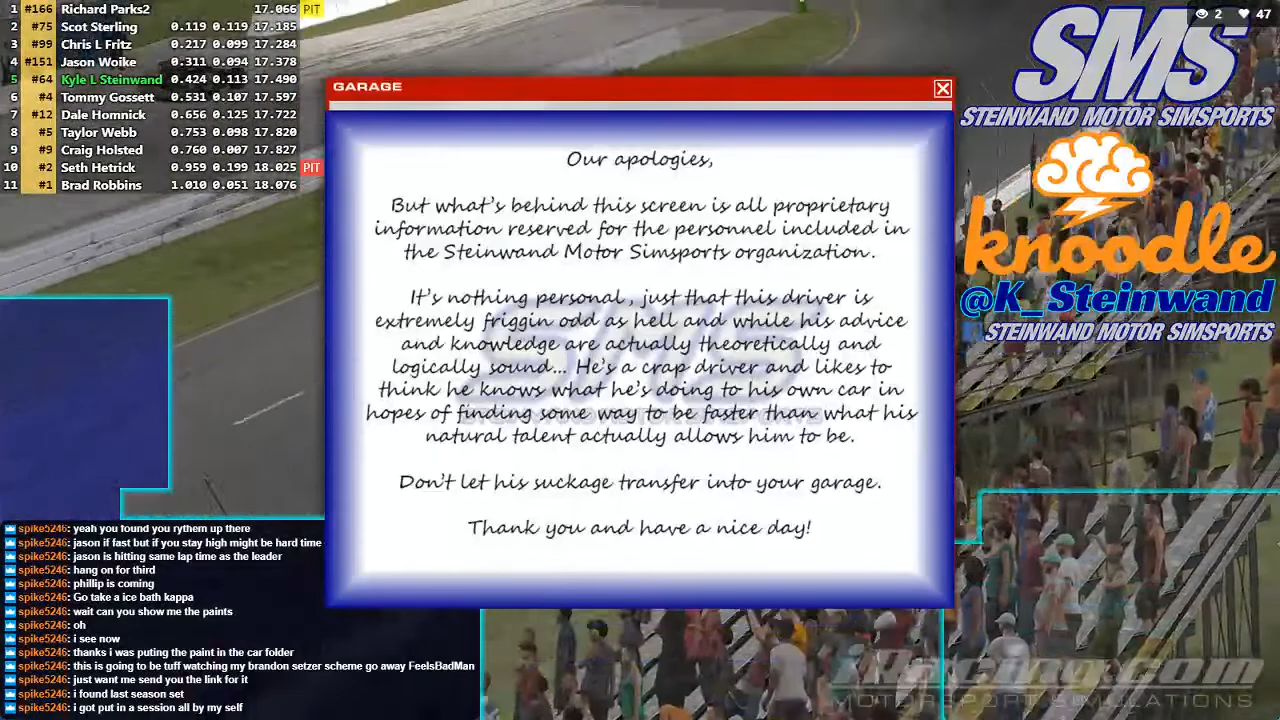 1 #166 Richard Parks2 17.066 PIT
2 #75 Scot Sterling 0.119 0.119 17.185
3 #99 Chris L Fritz 0.217 0.099 17.284
4 #151 Jason Woike 0.311 0.094 17.378
5 #64 Kyle L Steinwand 0.424 0.113 17.490
6 #4 Tommy Gossett 0.531 0.107 17.597
7 #12 Dale Homnick 0.656 0.125 17.722
8 #5 Taylor Webb 0.753 0.098 17.820
9 #9 Craig Holsted 0.760 0.007 17.827
10 #2 Seth Hetrick 0.959 0.199 18.025 PIT
11 #1 Brad Robbins 1.010 0.051 18.076
GARAGE
Our apologies,
But what's behind this screen is all proprietary
information reserved for the personnel included in
the Steinwand Motor Simsports organization.
It's nothing personal, just that this driver is
extremely friggin odd as hell and while his advice
and knowledge are actually theoretically and
logically sound... He's a crap driver and likes to
think he knows what he's doing to his own car in
hopes of finding some way to be faster than what his
natural talent actually allows him to be.
Don't let his suckage transfer into your garage.
Thank you and have a nice day!
2 47
SMS
STEINWAND MOTOR SIMSPORTS
knoodle
@K_Steinwand
STEINWAND MOTOR SIMSPORTS
spike5246: yeah you found you rythem up there
spike5246: jason if fast but if you stay high might be hard time
spike5246: jason is hitting same lap time as the leader
spike5246: hang on for third
spike5246: phillip is coming
spike5246: Go take a ice bath kappa
spike5246: wait can you show me the paints
spike5246: oh
spike5246: i see now
spike5246: thanks i was puting the paint in the car folder
spike5246: this is going to be tuff watching my brandon setzer scheme go away FeelsBadMan
spike5246: just want me send you the link for it
spike5246: i found last season set
spike5246: i got put in a session all by my self
iRacing.com
MOTORSPORT SIMULATIONS